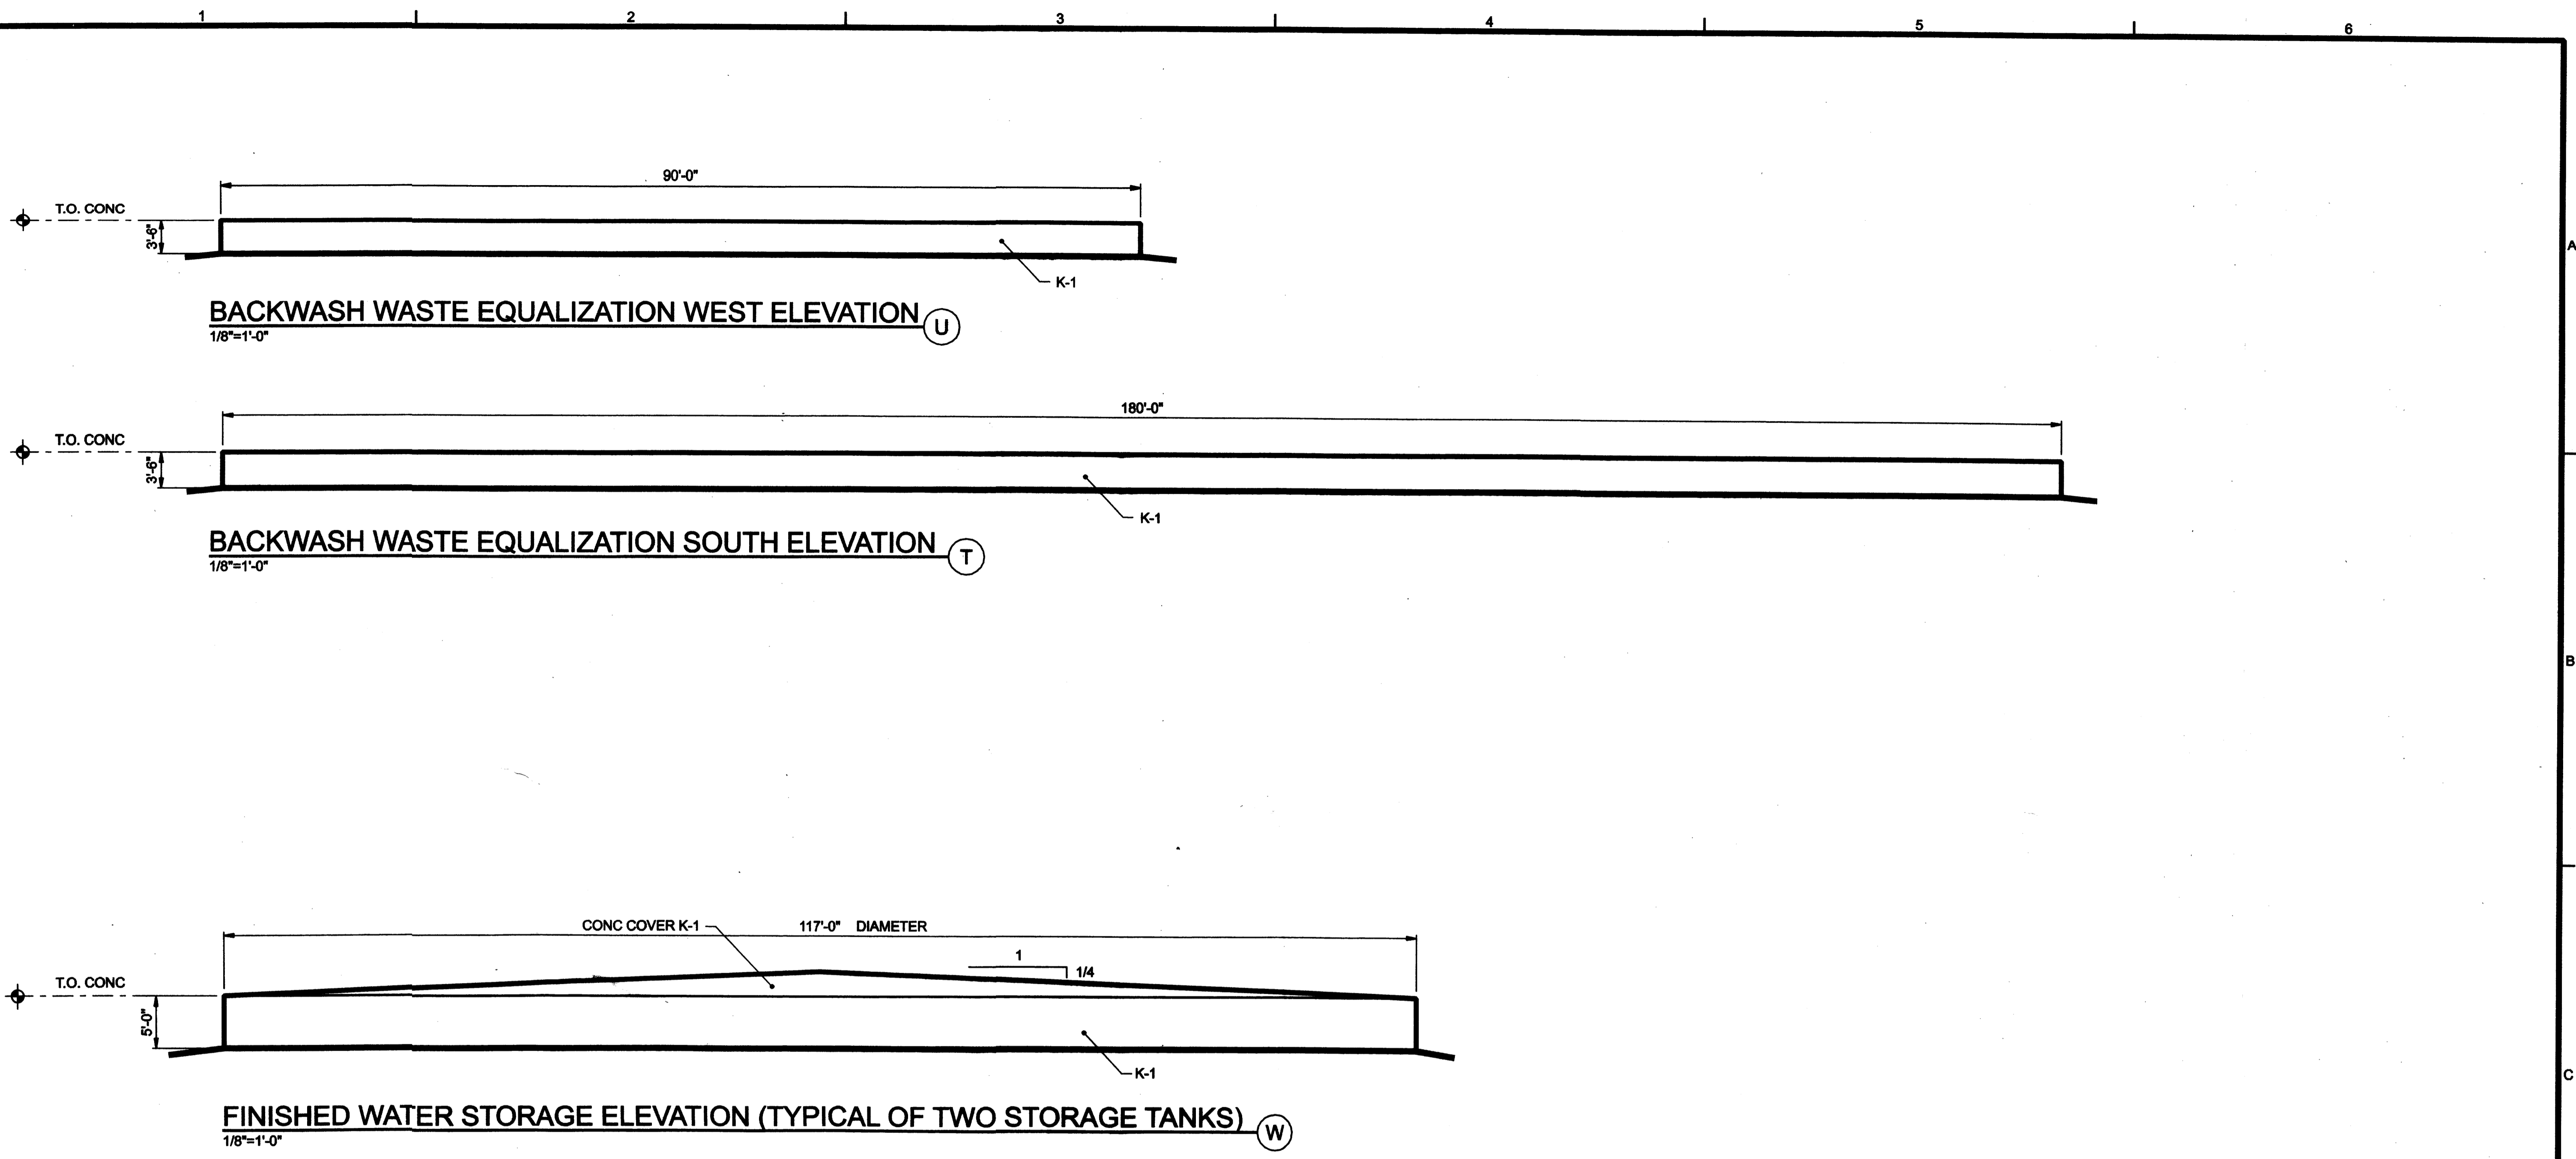 1 2 3 4 5 6
90'-0"
T.O. CONC
3'-6"
A
K-1
BACKWASH WASTE EQUALIZATION WEST ELEVATION U
1/8"=1'-0"
180'-0"
T.O. CONC
3'-6"
K-1
BACKWASH WASTE EQUALIZATION SOUTH ELEVATION T
1/8"=1'-0"
B
CONC COVER K-1 117'-0" DIAMETER
1
1/4
T.O. CONC
5'-0"
K-1
C
FINISHED WATER STORAGE ELEVATION (TYPICAL OF TWO STORAGE TANKS) W
1/8"=1'-0"